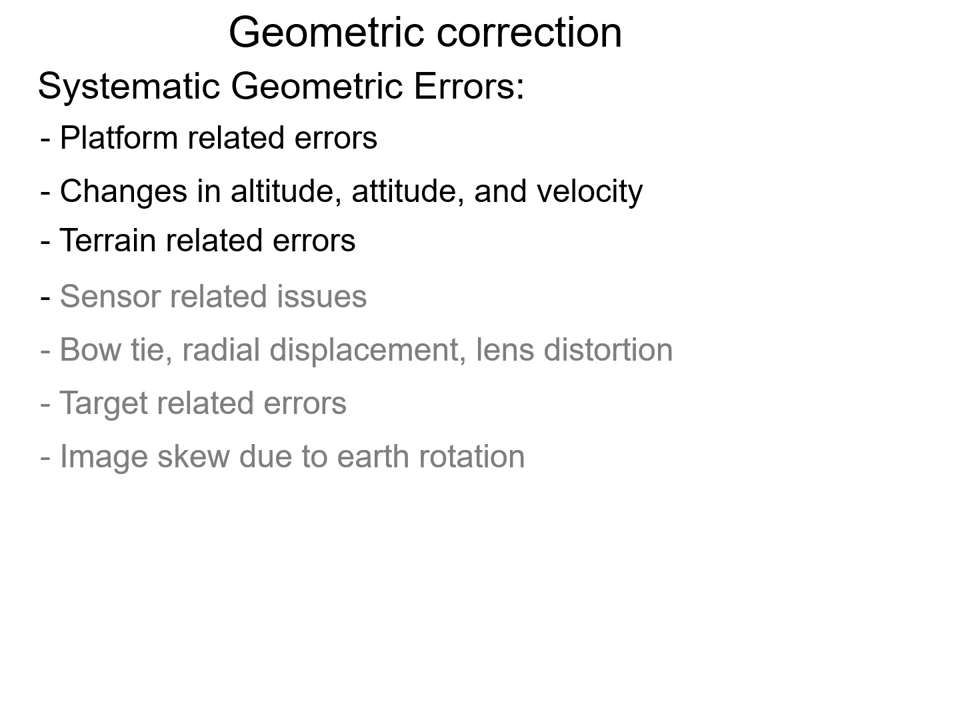 Geometric correction
Systematic Geometric Errors:
- Platform related errors
- Changes in altitude, attitude, and velocity
- Terrain related errors
- Sensor related issues
- Bow tie, radial displacement, lens distortion
- Target related errors
- Image skew due to earth rotation